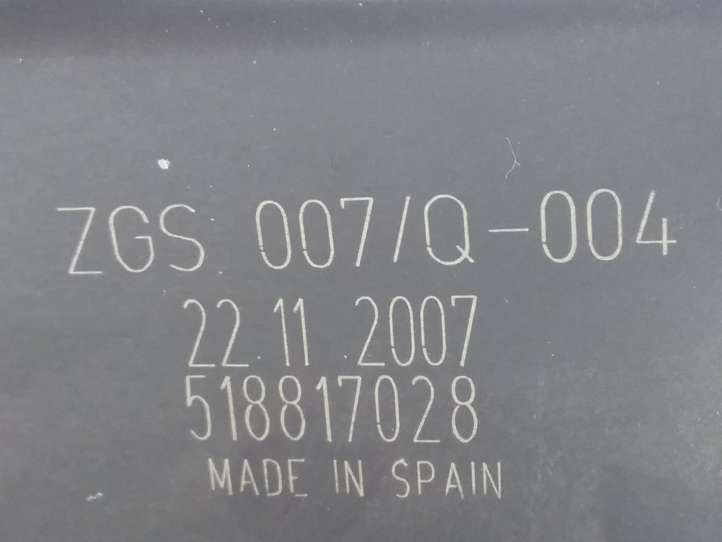 ZGS 007/Q-004
22.11.2007
518817028
MADE IN SPAIN